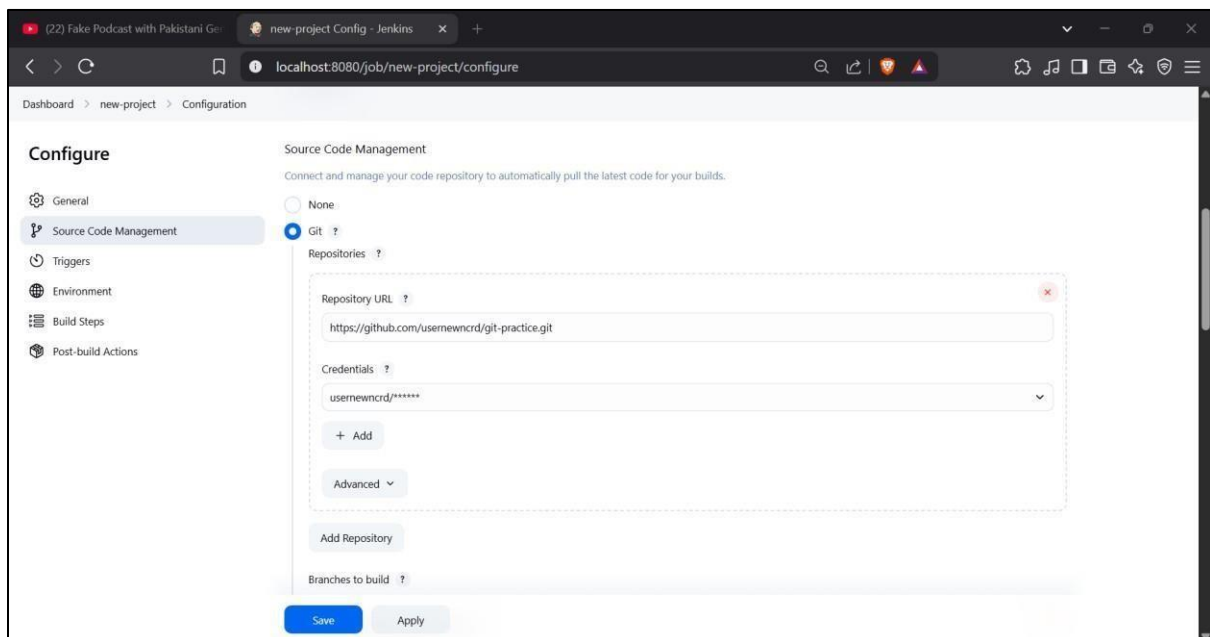 (22) Fake Podcast with Pakistani Ge
new-project Config - Jenkins
localhost:8080/job/new-project/configure
Dashboard > new-project > Configuration
Configure
General
Source Code Management
Triggers
Environment
Build Steps
Post-build Actions
Source Code Management
Connect and manage your code repository to automatically pull the latest code for your builds.
None
Git ?
Repositories ?
Repository URL ?
https://github.com/usernewncrd/git-practice.git
Credentials ?
usernewncrd/******
+ Add
Advanced
Add Repository
Branches to build ?
Save Apply